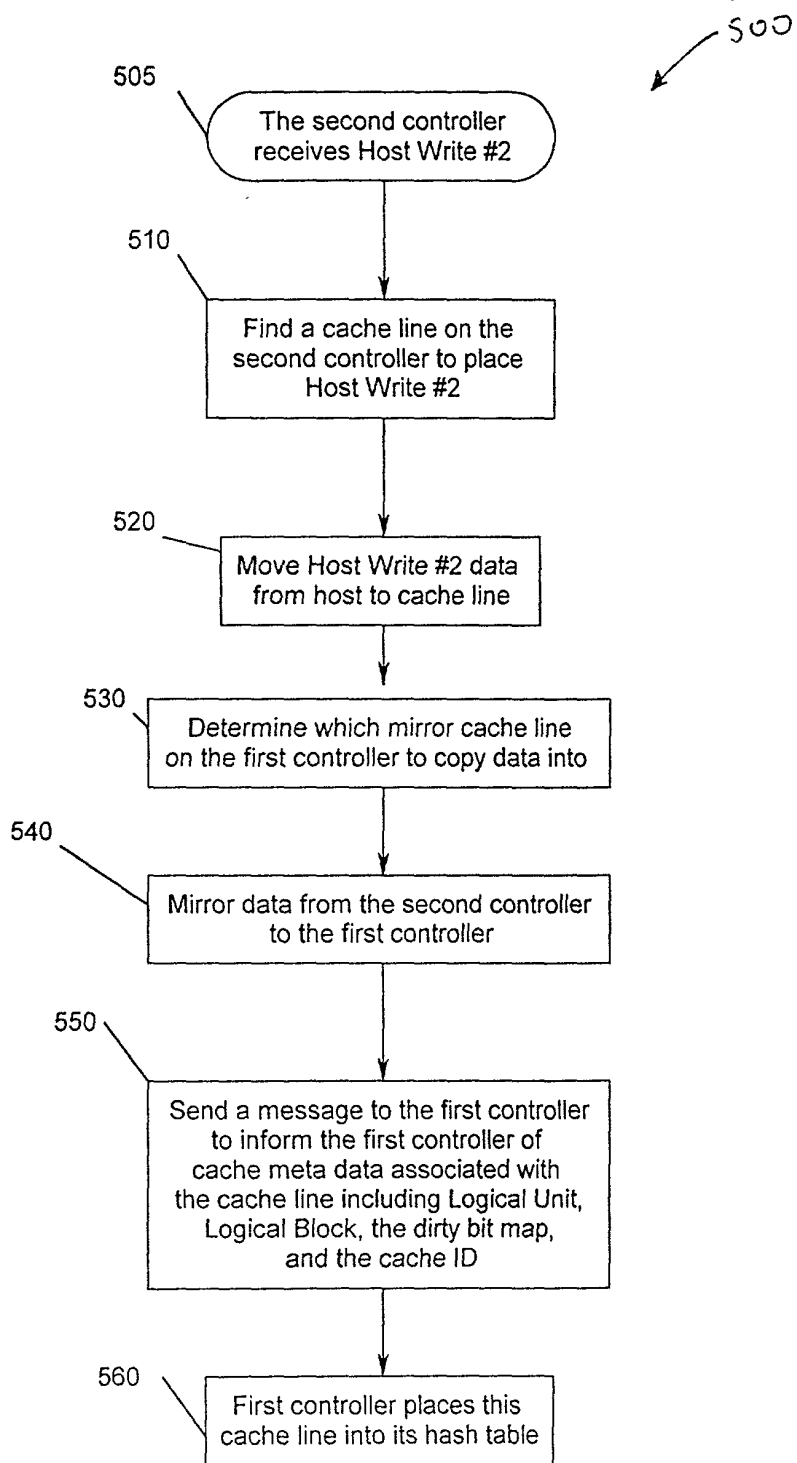 500
505
The second controller
receives Host Write #2
510
Find a cache line on the
second controller to place
Host Write #2
520
Move Host Write #2 data
from host to cache line
530
Determine which mirror cache line
on the first controller to copy data into
540
Mirror data from the second controller
to the first controller
550
Send a message to the first controller
to inform the first controller of
cache meta data associated with
the cache line including Logical Unit,
Logical Block, the dirty bit map,
and the cache ID
560
First controller places this
cache line into its hash table